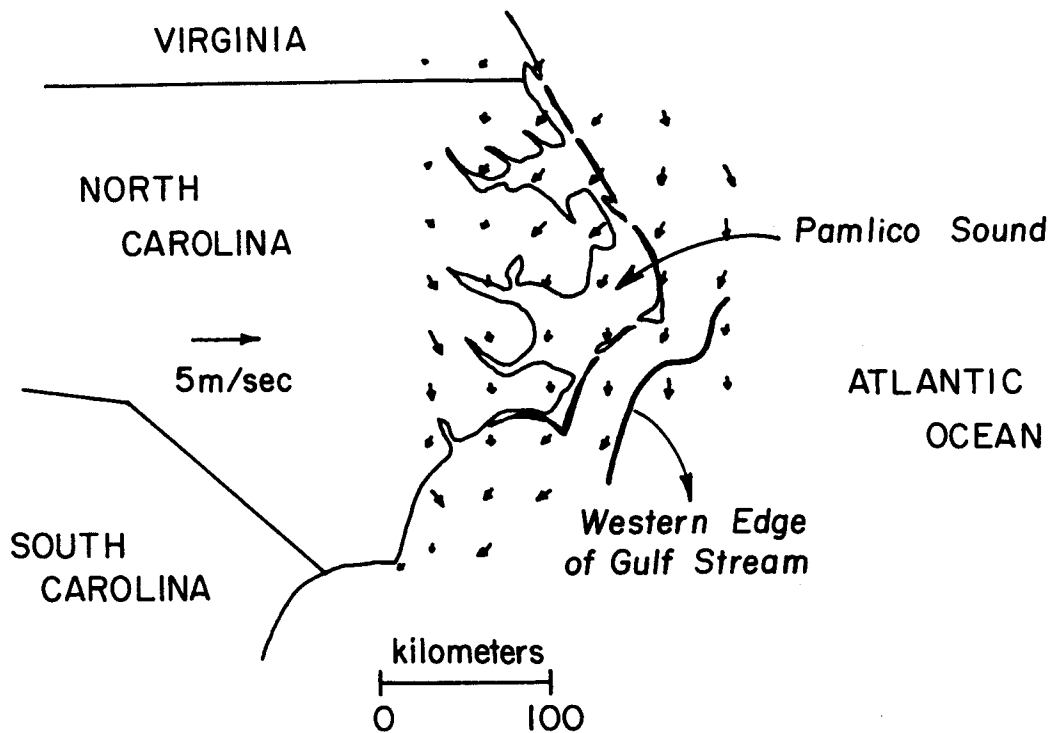 VIRGINIA
NORTH
CAROLINA
Pamlico Sound
5m/sec
ATLANTIC
OCEAN
Western Edge
of Gulf Stream
SOUTH
CAROLINA
kilometers
0 100